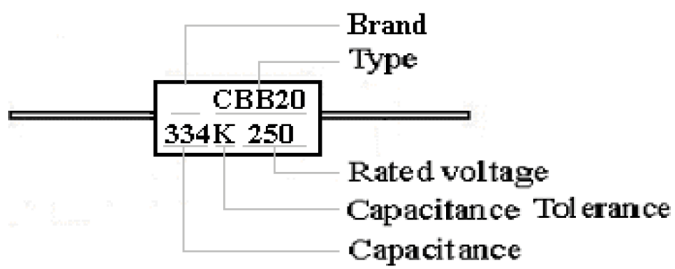 Brand
Type
CBB20
334K 250
Rated voltage
Capacitance Tolerance
Capacitance